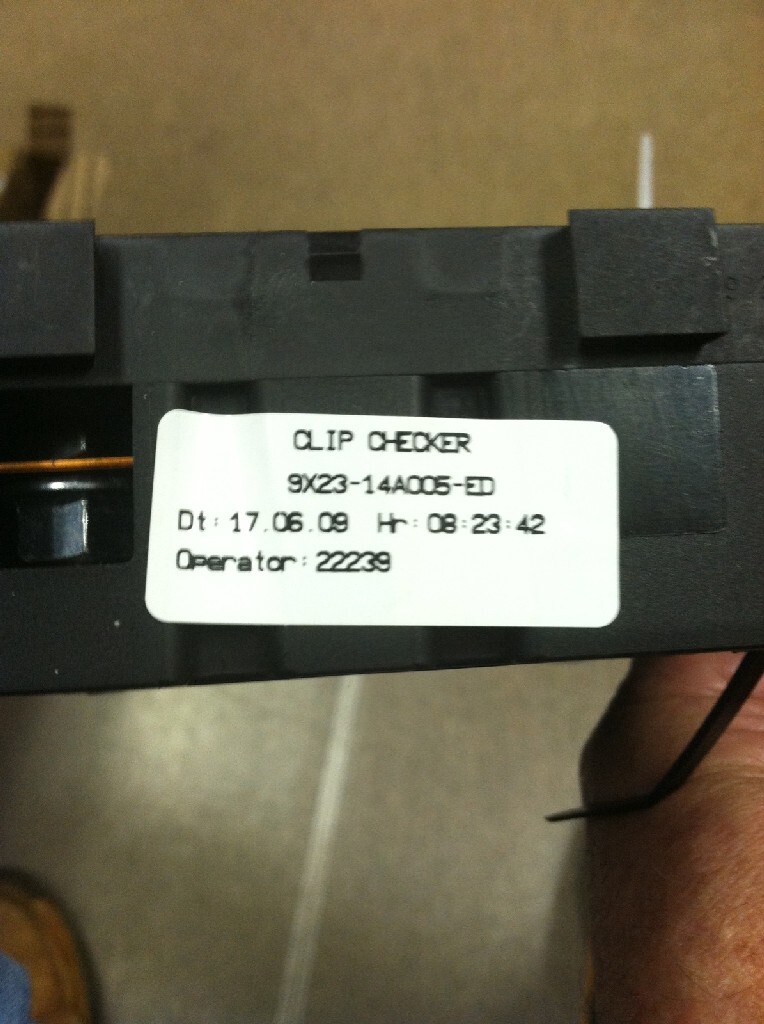 CLIP CHECKER
9X23-14A005-ED
Dt: 17.06.09 Hr: 08:23:42
Operator: 22239